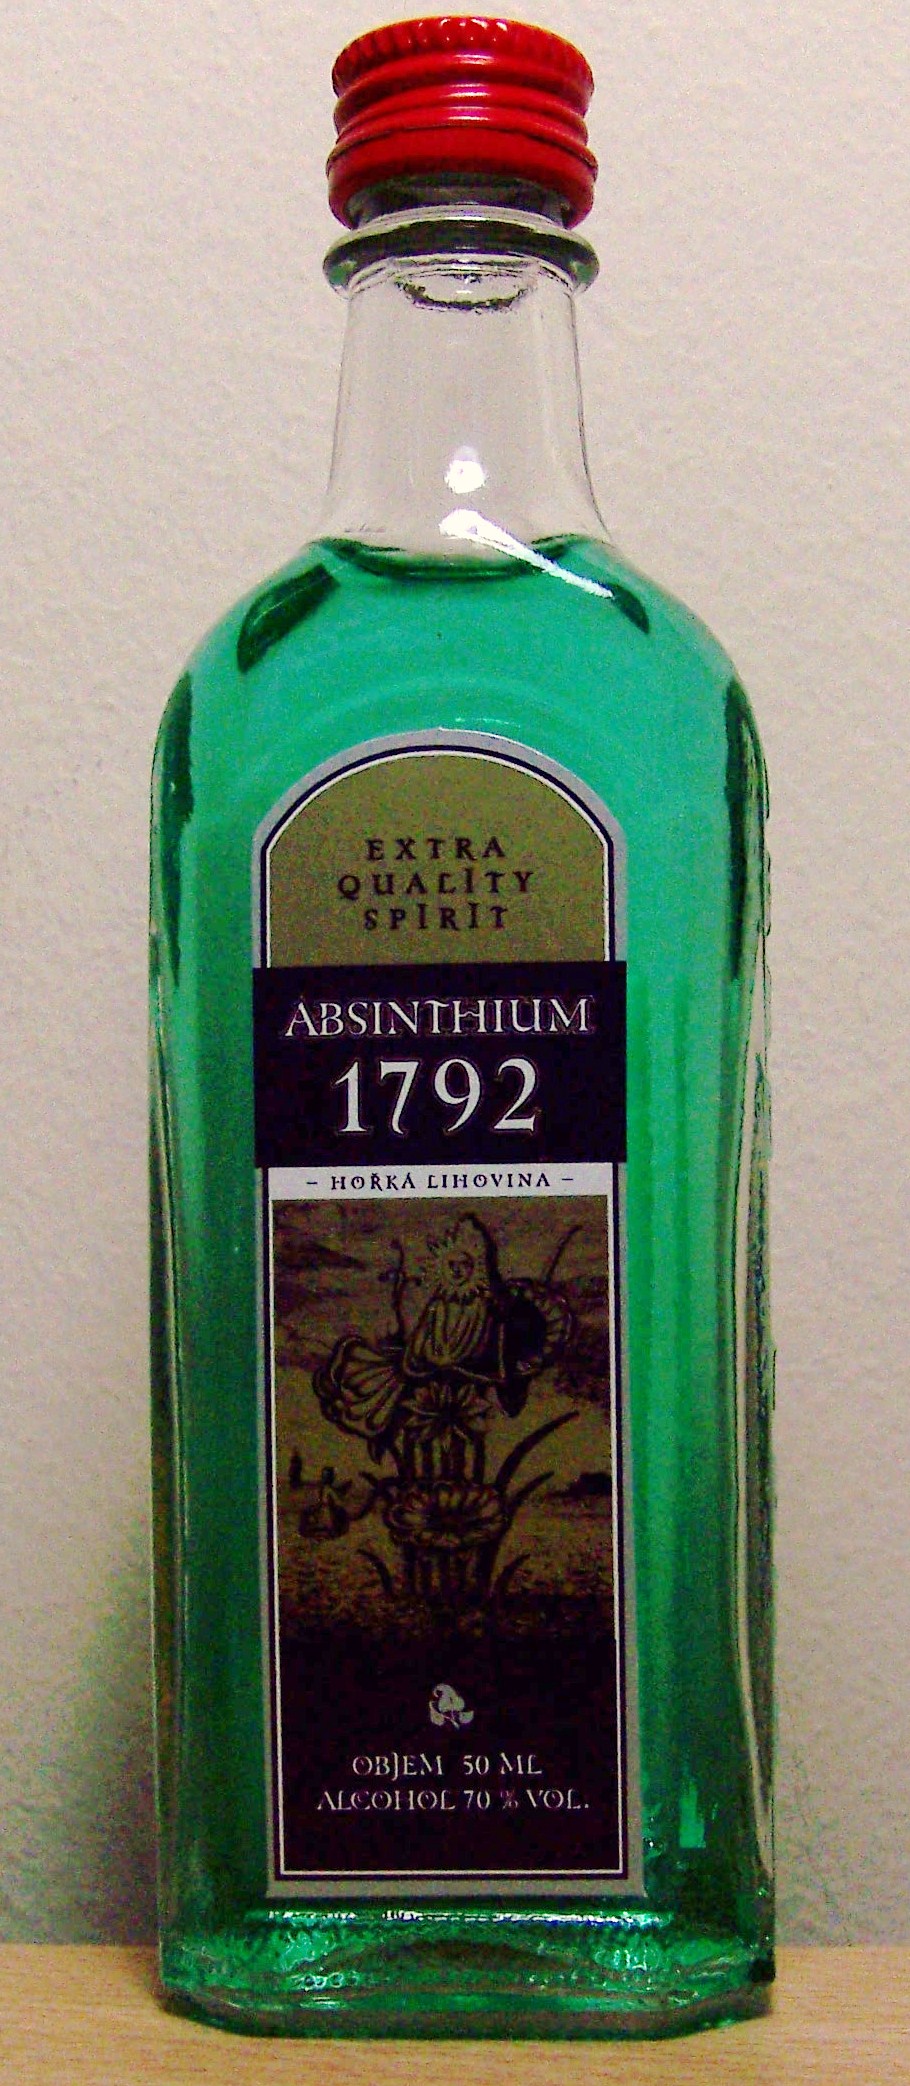 EXTRA
QUALITY
SPIRIT
ABSINTHIUM
1792
– HOŘKÁ LIHOVINA –
OBJEM 50 ML
ALCOHOL 70 % VOL.